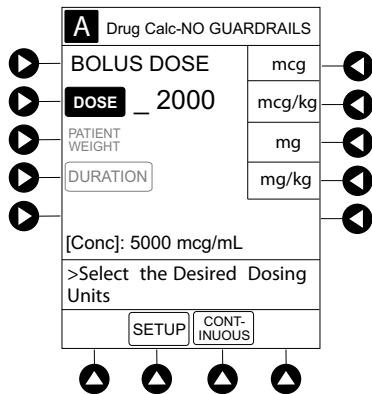 A Drug Calc-NO GUARDRAILS
BOLUS DOSE mcg
DOSE _ 2000 mcg/kg
PATIENT
WEIGHT
mg
DURATION mg/kg
[Conc]: 5000 mcg/mL
>Select the Desired Dosing
Units
SETUP
CONT-
INUOUS